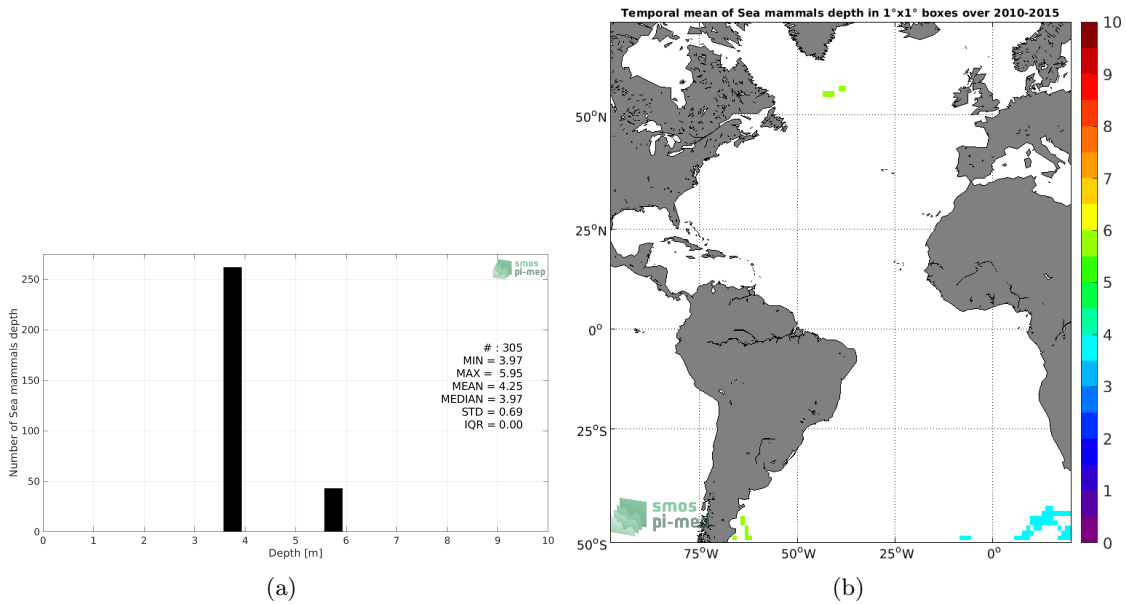 Temporal mean of Sea mammals depth in 1°x1° boxes over 2010-2015
smos
pi-mep
Number of Sea mammals depth
250
200
150
100
50
0
# : 305
MIN = 3.97
MAX = 5.95
MEAN = 4.25
MEDIAN = 3.97
STD = 0.69
IQR = 0.00
0 1 2 3 4 5 6 7 8 9 10
Depth [m]
(a)
50°N
25°N
0°
25°S
50°S
75°W 50°W 25°W 0°
smos
pi-mep
10
9
8
7
6
5
4
3
2
1
0
(b)